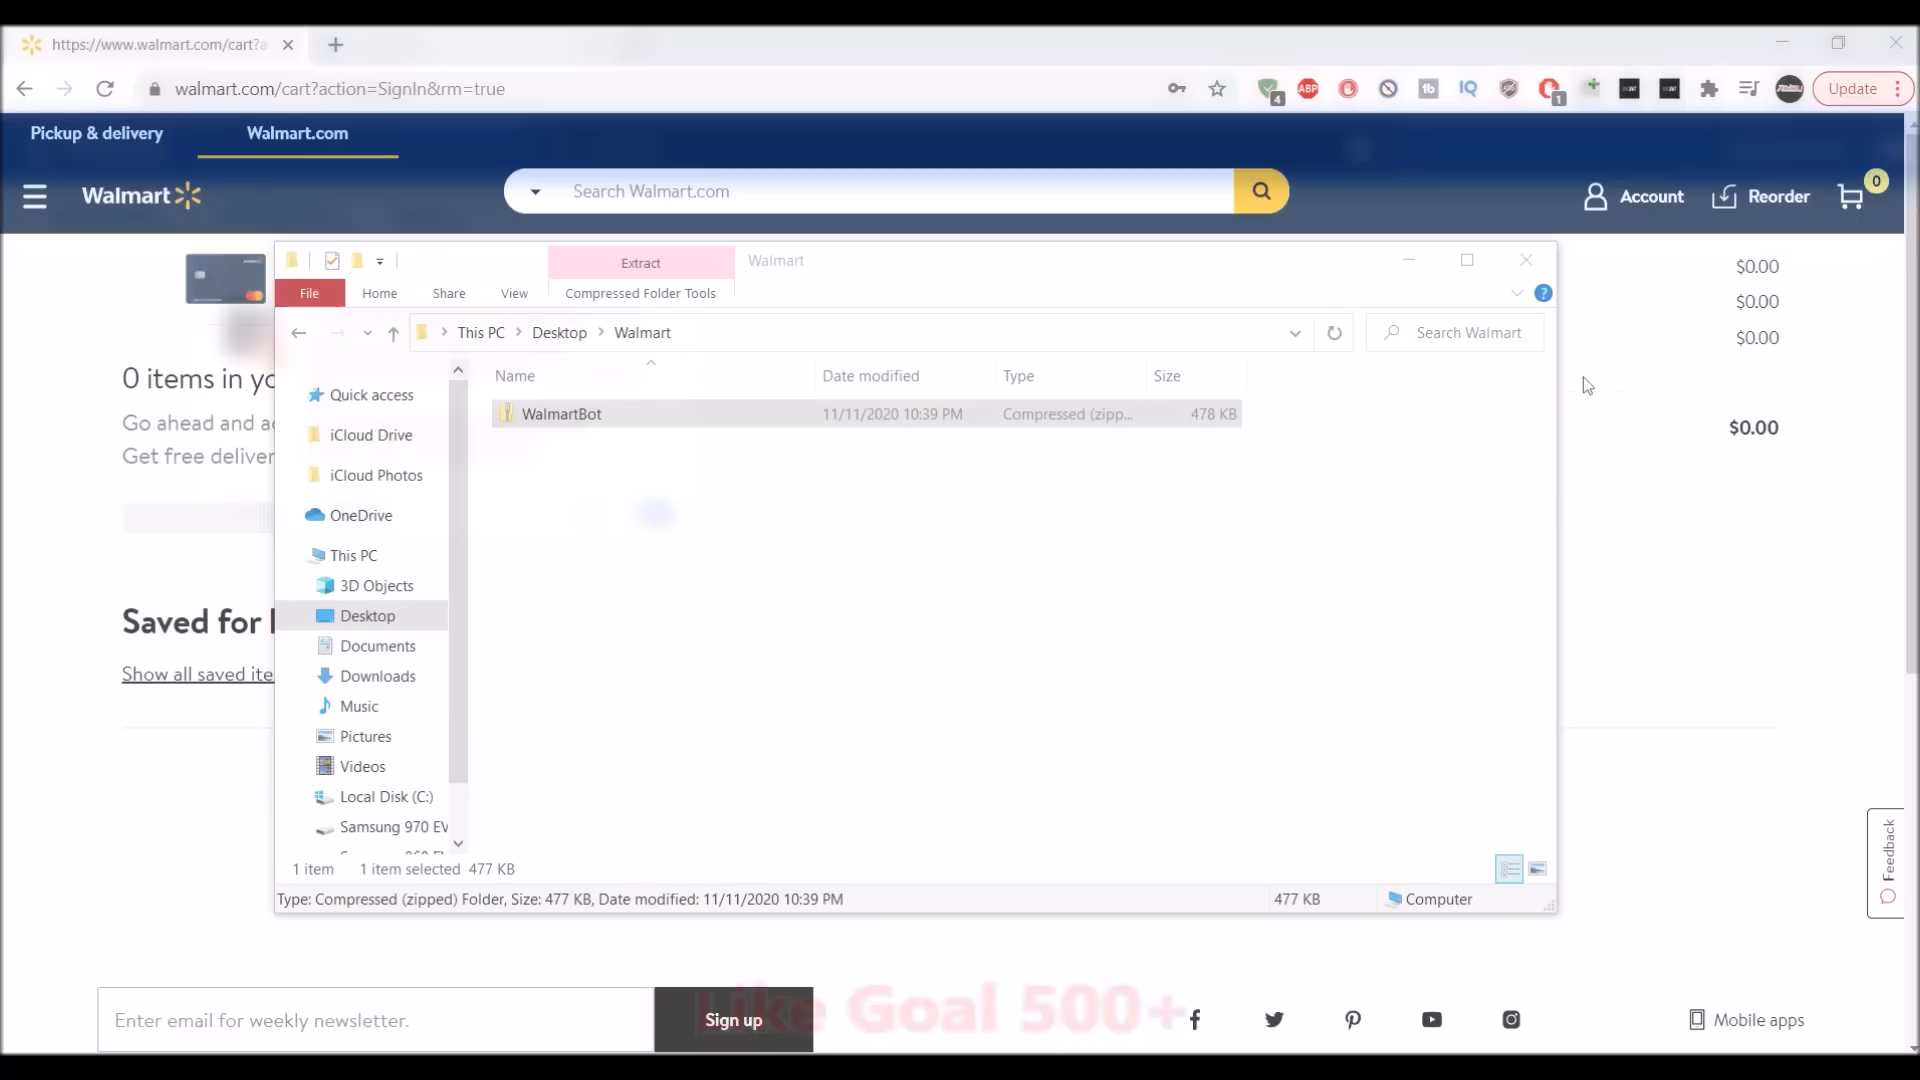 https://www.walmart.com/cart?a
walmart.com/cart?action=SignIn&rm=true
4
ABP
IQ
1
Update
Pickup & delivery
Walmart.com
Walmart
Search Walmart.com
Account
Reorder
0
Extract
Walmart
File
Home
Share
View
Compressed Folder Tools
This PC
Desktop
Walmart
Search Walmart
Name
Date modified
Type
Size
WalmartBot
11/11/2020 10:39 PM
Compressed (zipp...
478 KB
Quick access
iCloud Drive
iCloud Photos
OneDrive
This PC
3D Objects
Desktop
Documents
Downloads
Music
Pictures
Videos
Local Disk (C:)
Samsung 970 EV
1 item
1 item selected 477 KB
Type: Compressed (zipped) Folder, Size: 477 KB, Date modified: 11/11/2020 10:39 PM
477 KB
Computer
$0.00
$0.00
$0.00
$0.00
0 items in yo
Go ahead and a
Get free deliver
Saved for
Show all saved ite
Feedback
Enter email for weekly newsletter.
Sign up
Like Goal 500+
Mobile apps